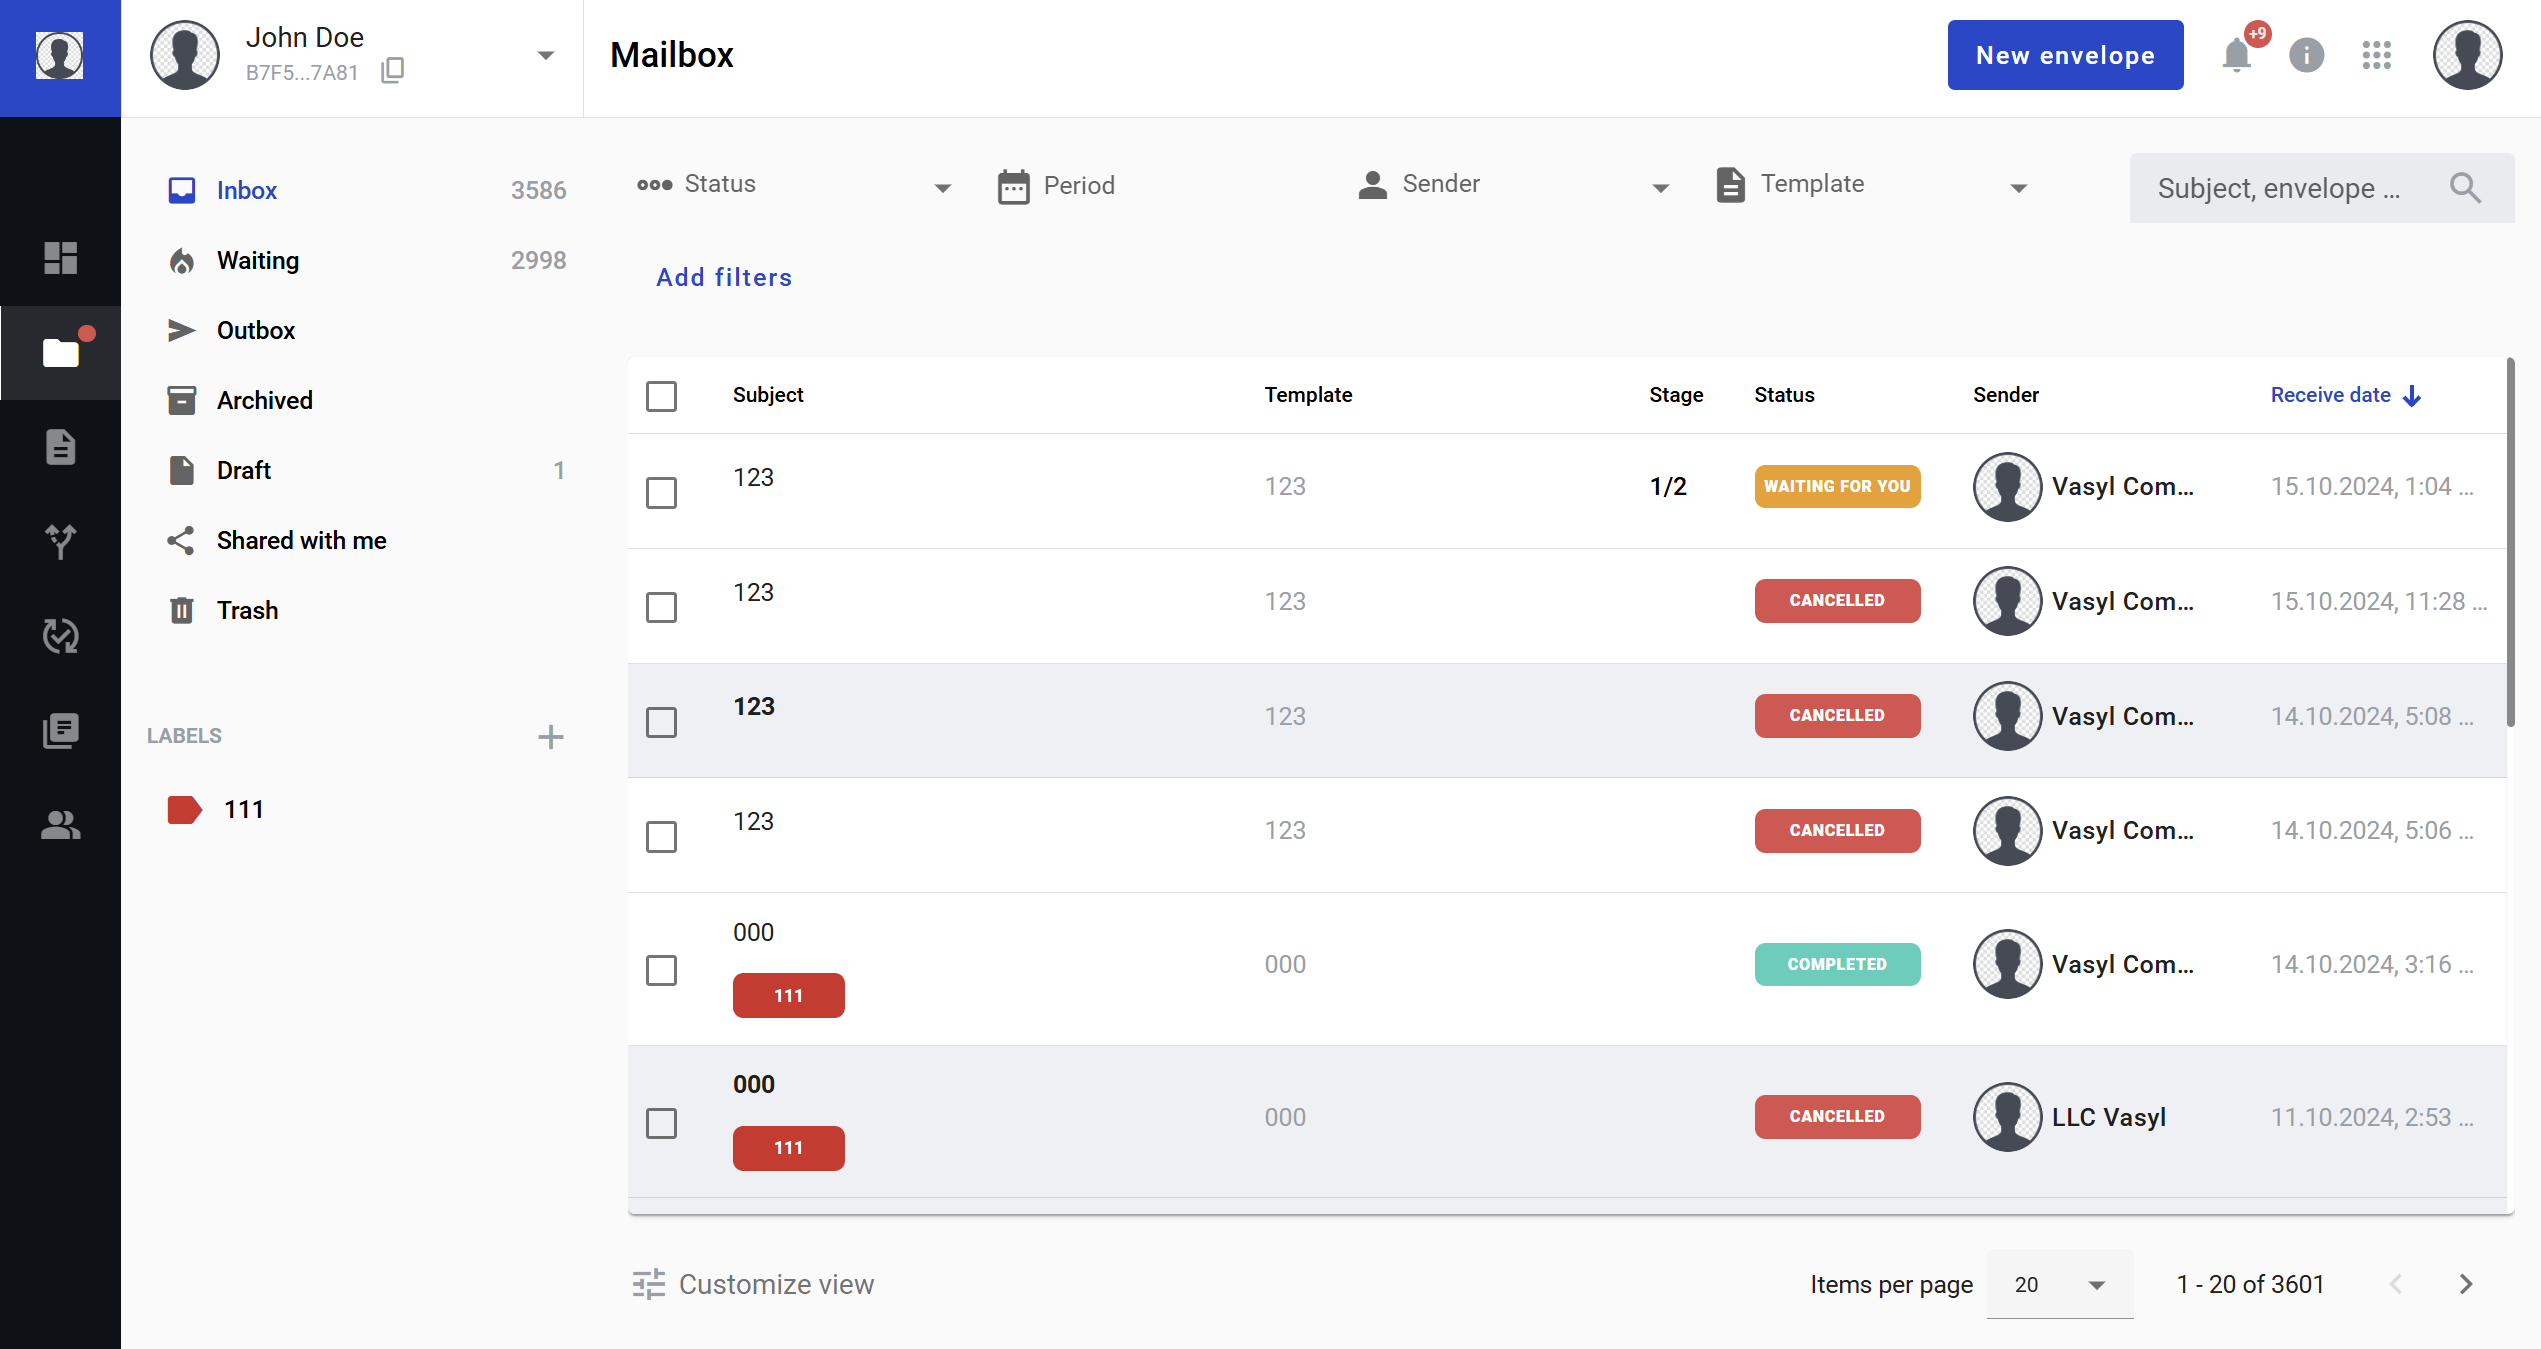 John Doe
B7F5...7A81
Mailbox
New envelope
+9
Inbox 3586
Waiting 2998
Outbox
Archived
Draft 1
Shared with me
Trash
LABELS
111
Status Period Sender Template Subject, envelope ...
Add filters
Subject Template Stage Status Sender Receive date
123 123 1/2 WAITING FOR YOU Vasyl Com... 15.10.2024, 1:04 ...
123 123 CANCELLED Vasyl Com... 15.10.2024, 11:28 ...
123 123 CANCELLED Vasyl Com... 14.10.2024, 5:08 ...
123 123 CANCELLED Vasyl Com... 14.10.2024, 5:06 ...
000 000 COMPLETED Vasyl Com... 14.10.2024, 3:16 ...
111
000 000 CANCELLED LLC Vasyl 11.10.2024, 2:53 ...
111
Customize view Items per page 20 1 - 20 of 3601